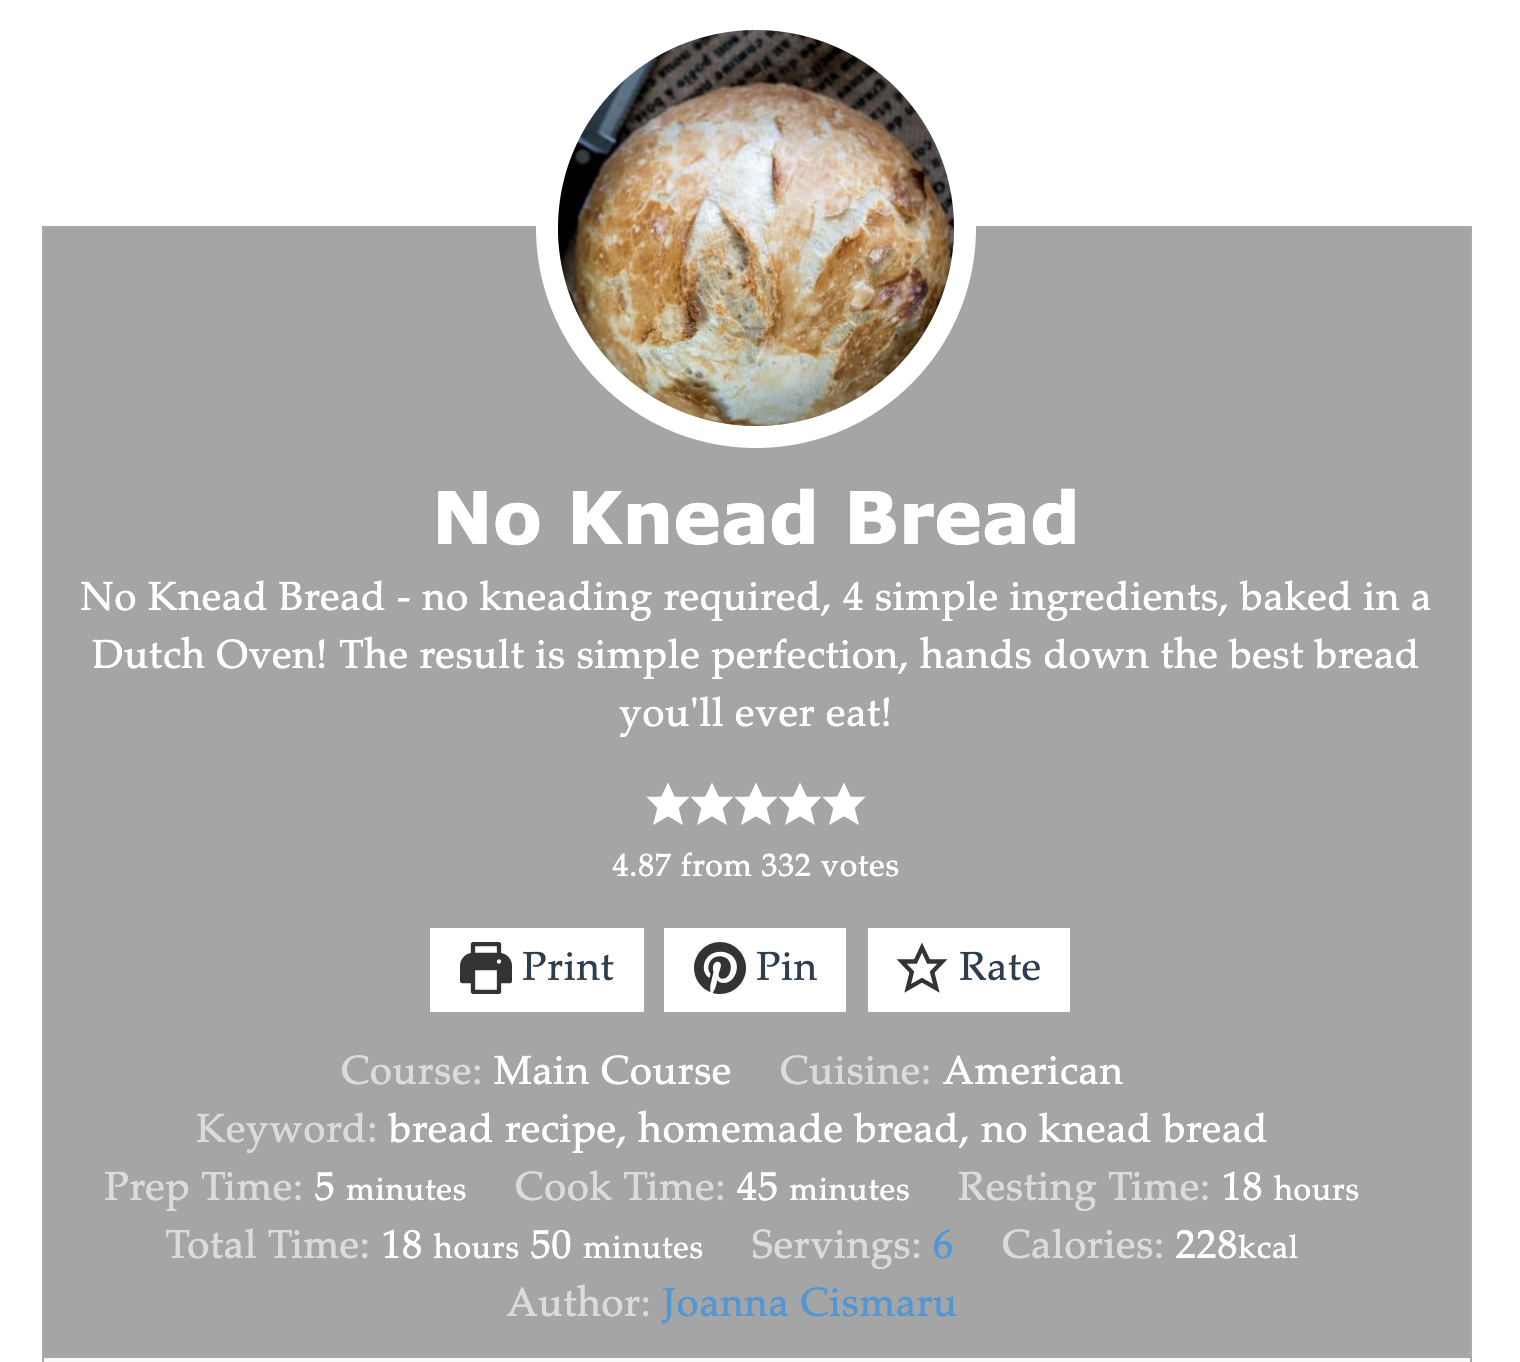 No Knead Bread
No Knead Bread - no kneading required, 4 simple ingredients, baked in a
Dutch Oven! The result is simple perfection, hands down the best bread
you'll ever eat!
4.87 from 332 votes
Print Pin Rate
Course: Main Course Cuisine: American
Keyword: bread recipe, homemade bread, no knead bread
Prep Time: 5 minutes Cook Time: 45 minutes Resting Time: 18 hours
Total Time: 18 hours 50 minutes Servings: 6 Calories: 228kcal
Author: Joanna Cismaru